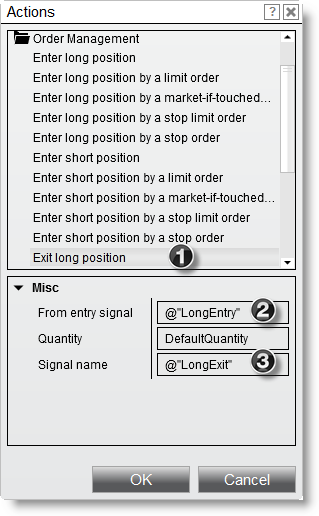 Actions
Order Management
Enter long position
Enter long position by a limit order
Enter long position by a market-if-touched...
Enter long position by a stop limit order
Enter long position by a stop order
Enter short position
Enter short position by a limit order
Enter short position by a market-if-touched...
Enter short position by a stop limit order
Enter short position by a stop order
Exit long position 1
Misc
From entry signal @"LongEntry" 2
Quantity DefaultQuantity
Signal name @"LongExit" 3
OK Cancel